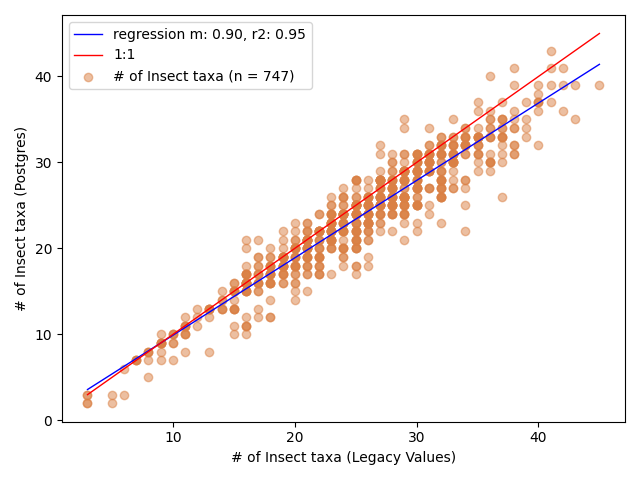 regression m: 0.90, r2: 0.95
1:1
# of Insect taxa (n = 747)
# of Insect taxa (Postgres)
40
30
20
10
0
10 20 30 40
# of Insect taxa (Legacy Values)